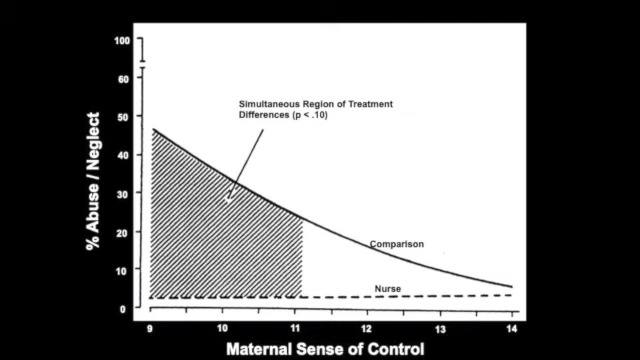 100
60
Simultaneous Region of Treatment
Differences (p < .10)
50
40
30
20
Comparison
10
Nurse
0
9 10 11 12 13 14
% Abuse / Neglect
Maternal Sense of Control